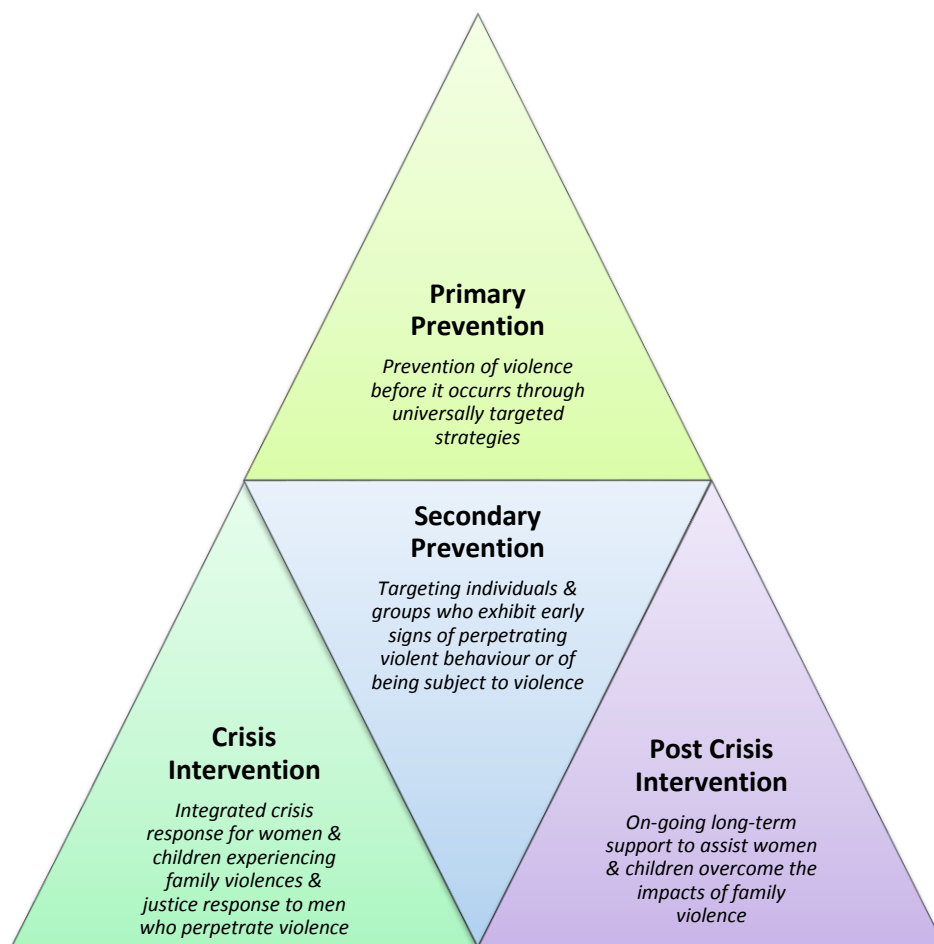 Primary
Prevention
Prevention of violence
before it occurrs through
universally targeted
strategies
Secondary
Prevention
Targeting individuals &
groups who exhibit early
signs of perpetrating
violent behaviour or of
being subject to violence
Crisis
Intervention
Integrated crisis
response for women &
children experiencing
family violences &
justice response to men
who perpetrate violence
Post Crisis
Intervention
On-going long-term
support to assist women
& children overcome the
impacts of family
violence